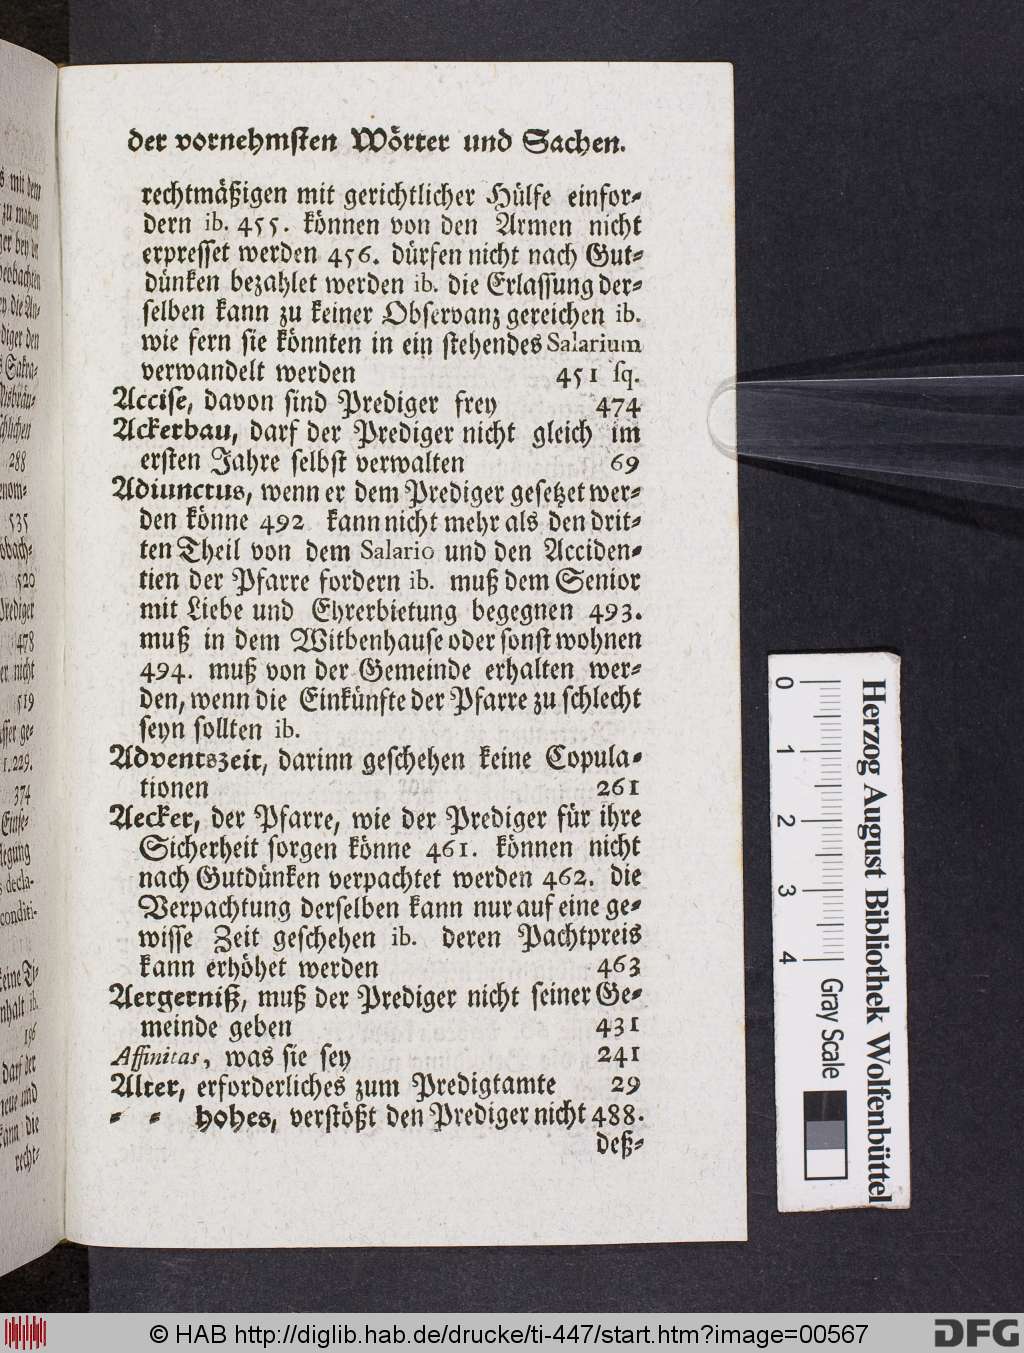 der vornehmsten Wörter und Sachen.
rechtmäßigen mit gerichtlicher Hülfe einfor-
dern ib. 455. können von den Armen nicht
erpresset werden 456. dürfen nicht nach Gut-
dünken bezahlet werden ib. die Erlassung der-
selben kann zu keiner Observanz gereichen ib.
wie fern sie könnten in ein stehendes Salarium
verwandelt werden 451 sq.
Accise, davon sind Prediger frey 474
Ackerbau, darf der Prediger nicht gleich im
ersten Jahre selbst verwalten 69
Adiunctus, wenn er dem Prediger gesetzet wer-
den könne 492 kann nicht mehr als den drit-
ten Theil von dem Salario und den Acciden-
tien der Pfarre fordern ib. muß dem Senior
mit Liebe und Ehrerbietung begegnen 493.
muß in dem Witbenhause oder sonst wohnen
494. muß von der Gemeinde erhalten wer-
den, wenn die Einkünfte der Pfarre zu schlecht
seyn sollten ib.
Adventszeit, darinn geschehen keine Copula-
tionen 261
Aecker, der Pfarre, wie der Prediger für ihre
Sicherheit sorgen könne 461. können nicht
nach Gutdünken verpachtet werden 462. die
Verpachtung derselben kann nur auf eine ge-
wisse Zeit geschehen ib. deren Pachtpreis
kann erhöhet werden 463
Aergerniß, muß der Prediger nicht seiner Ge-
meinde geben 431
Affinitas, was sie sey 241
Alter, erforderliches zum Predigtamte 29
- - hohes, verstößt den Prediger nicht 488.
deß-
0 1 2 3 4
Gray Scale
Herzog August Bibliothek Wolfenbüttel
© HAB http://diglib.hab.de/drucke/ti-447/start.htm?image=00567
DFG